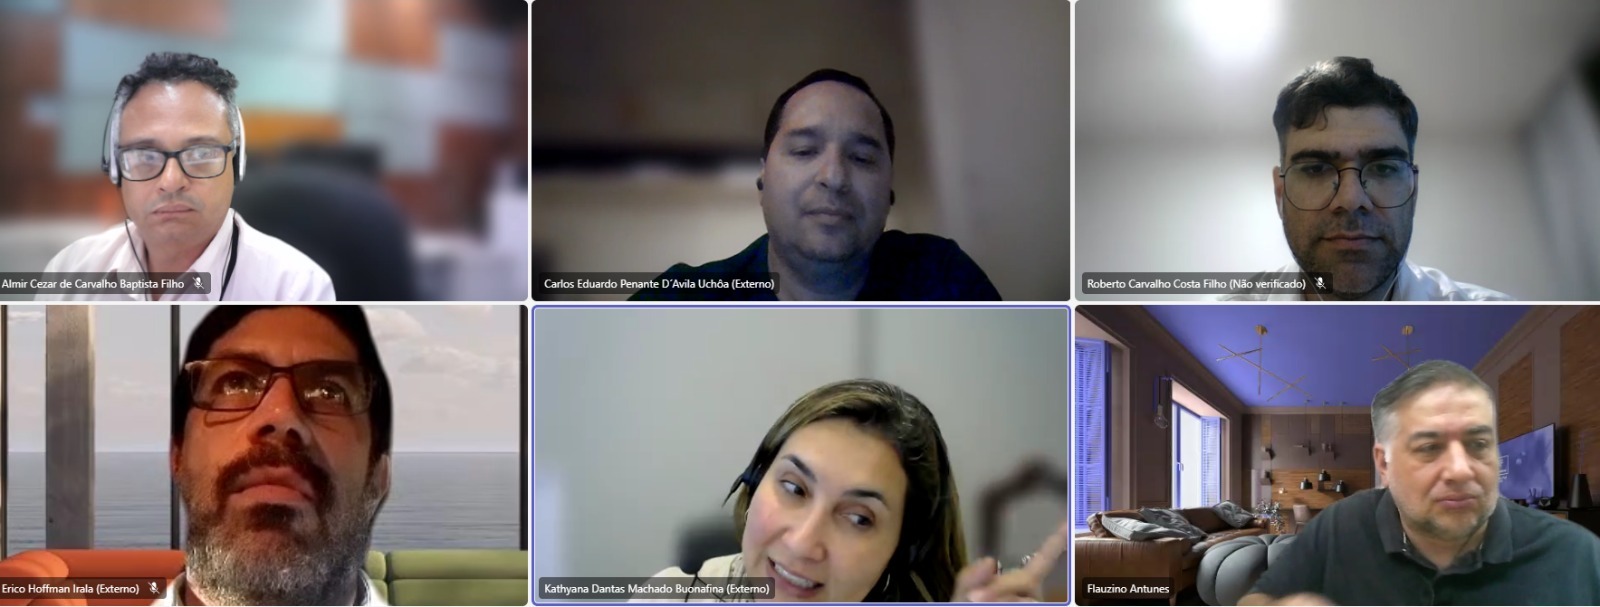 Almir Cezar de Carvalho Baptista Filho
Carlos Eduardo Penante D´Avila Uchôa (Externo)
Roberto Carvalho Costa Filho (Não verificado)
Erico Hoffman Irala (Externo)
Kathyana Dantas Machado Buonafina (Externo)
Flauzino Antunes